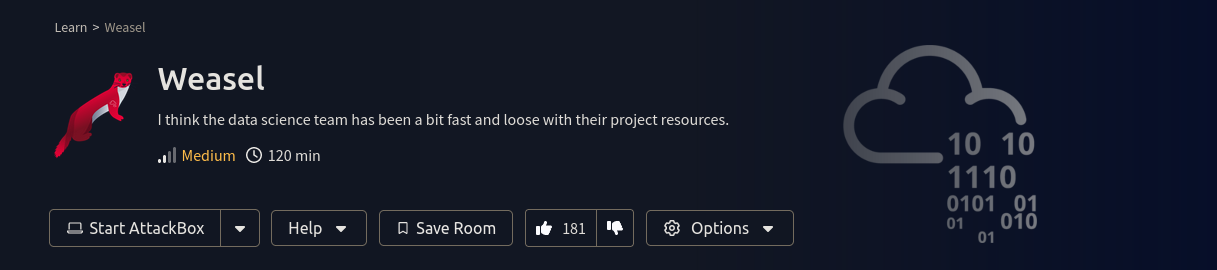 Learn > Weasel
Weasel
I think the data science team has been a bit fast and loose with their project resources.
Medium 120 min
Start AttackBox Help Save Room 181 Options
10 10
1111
0101 01
01 010
01